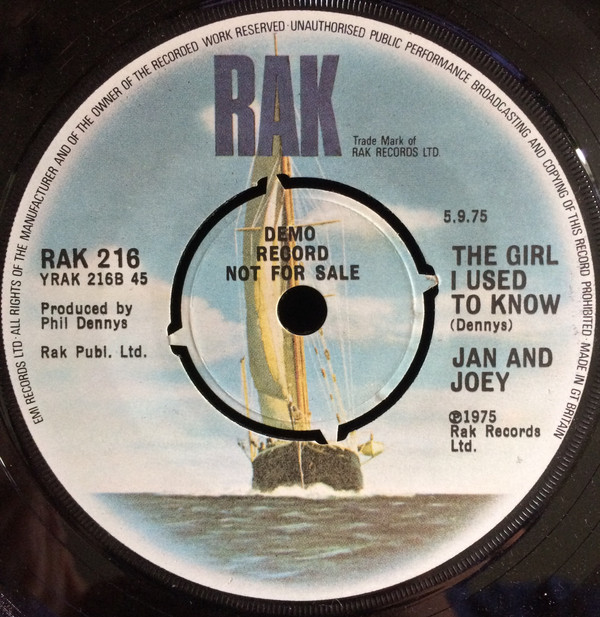 EMI RECORDS LTD·ALL RIGHTS OF THE MANUFACTURER AND OF THE OWNER OF THE RECORDED WORK RESERVED·UNAUTHORISED PUBLIC PERFORMANCE BROADCASTING AND COPYING OF THIS RECORD PROHIBITED·MADE IN GT BRITAIN
RAK
Trade Mark of
RAK RECORDS LTD.
DEMO
RECORD
NOT FOR SALE
RAK 216
YRAK 216B 45
Produced by
Phil Dennys
Rak Publ. Ltd.
5.9.75
THE GIRL
I USED
TO KNOW
(Dennys)
JAN AND
JOEY
℗1975
Rak Records
Ltd.